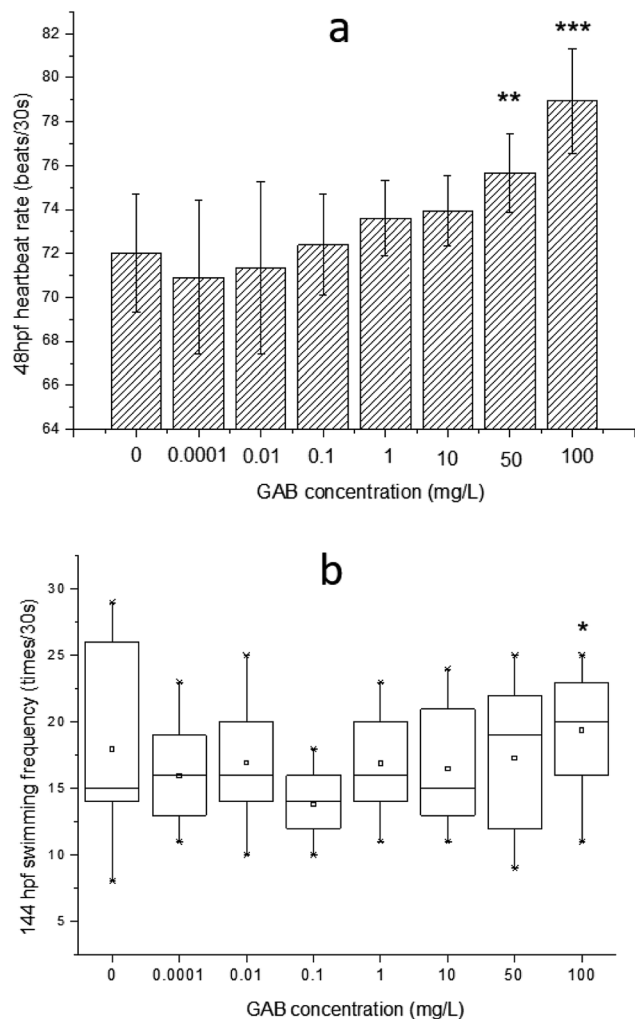 a
***
**
82
80
78
76
74
72
70
68
66
64
48hpf heartbeat rate (beats/30s)
0 0.0001 0.01 0.1 1 10 50 100
GAB concentration (mg/L)
b
*
30
25
20
15
10
5
144 hpf swimming frequency (times/30s)
0 0.0001 0.01 0.1 1 10 50 100
GAB concentration (mg/L)